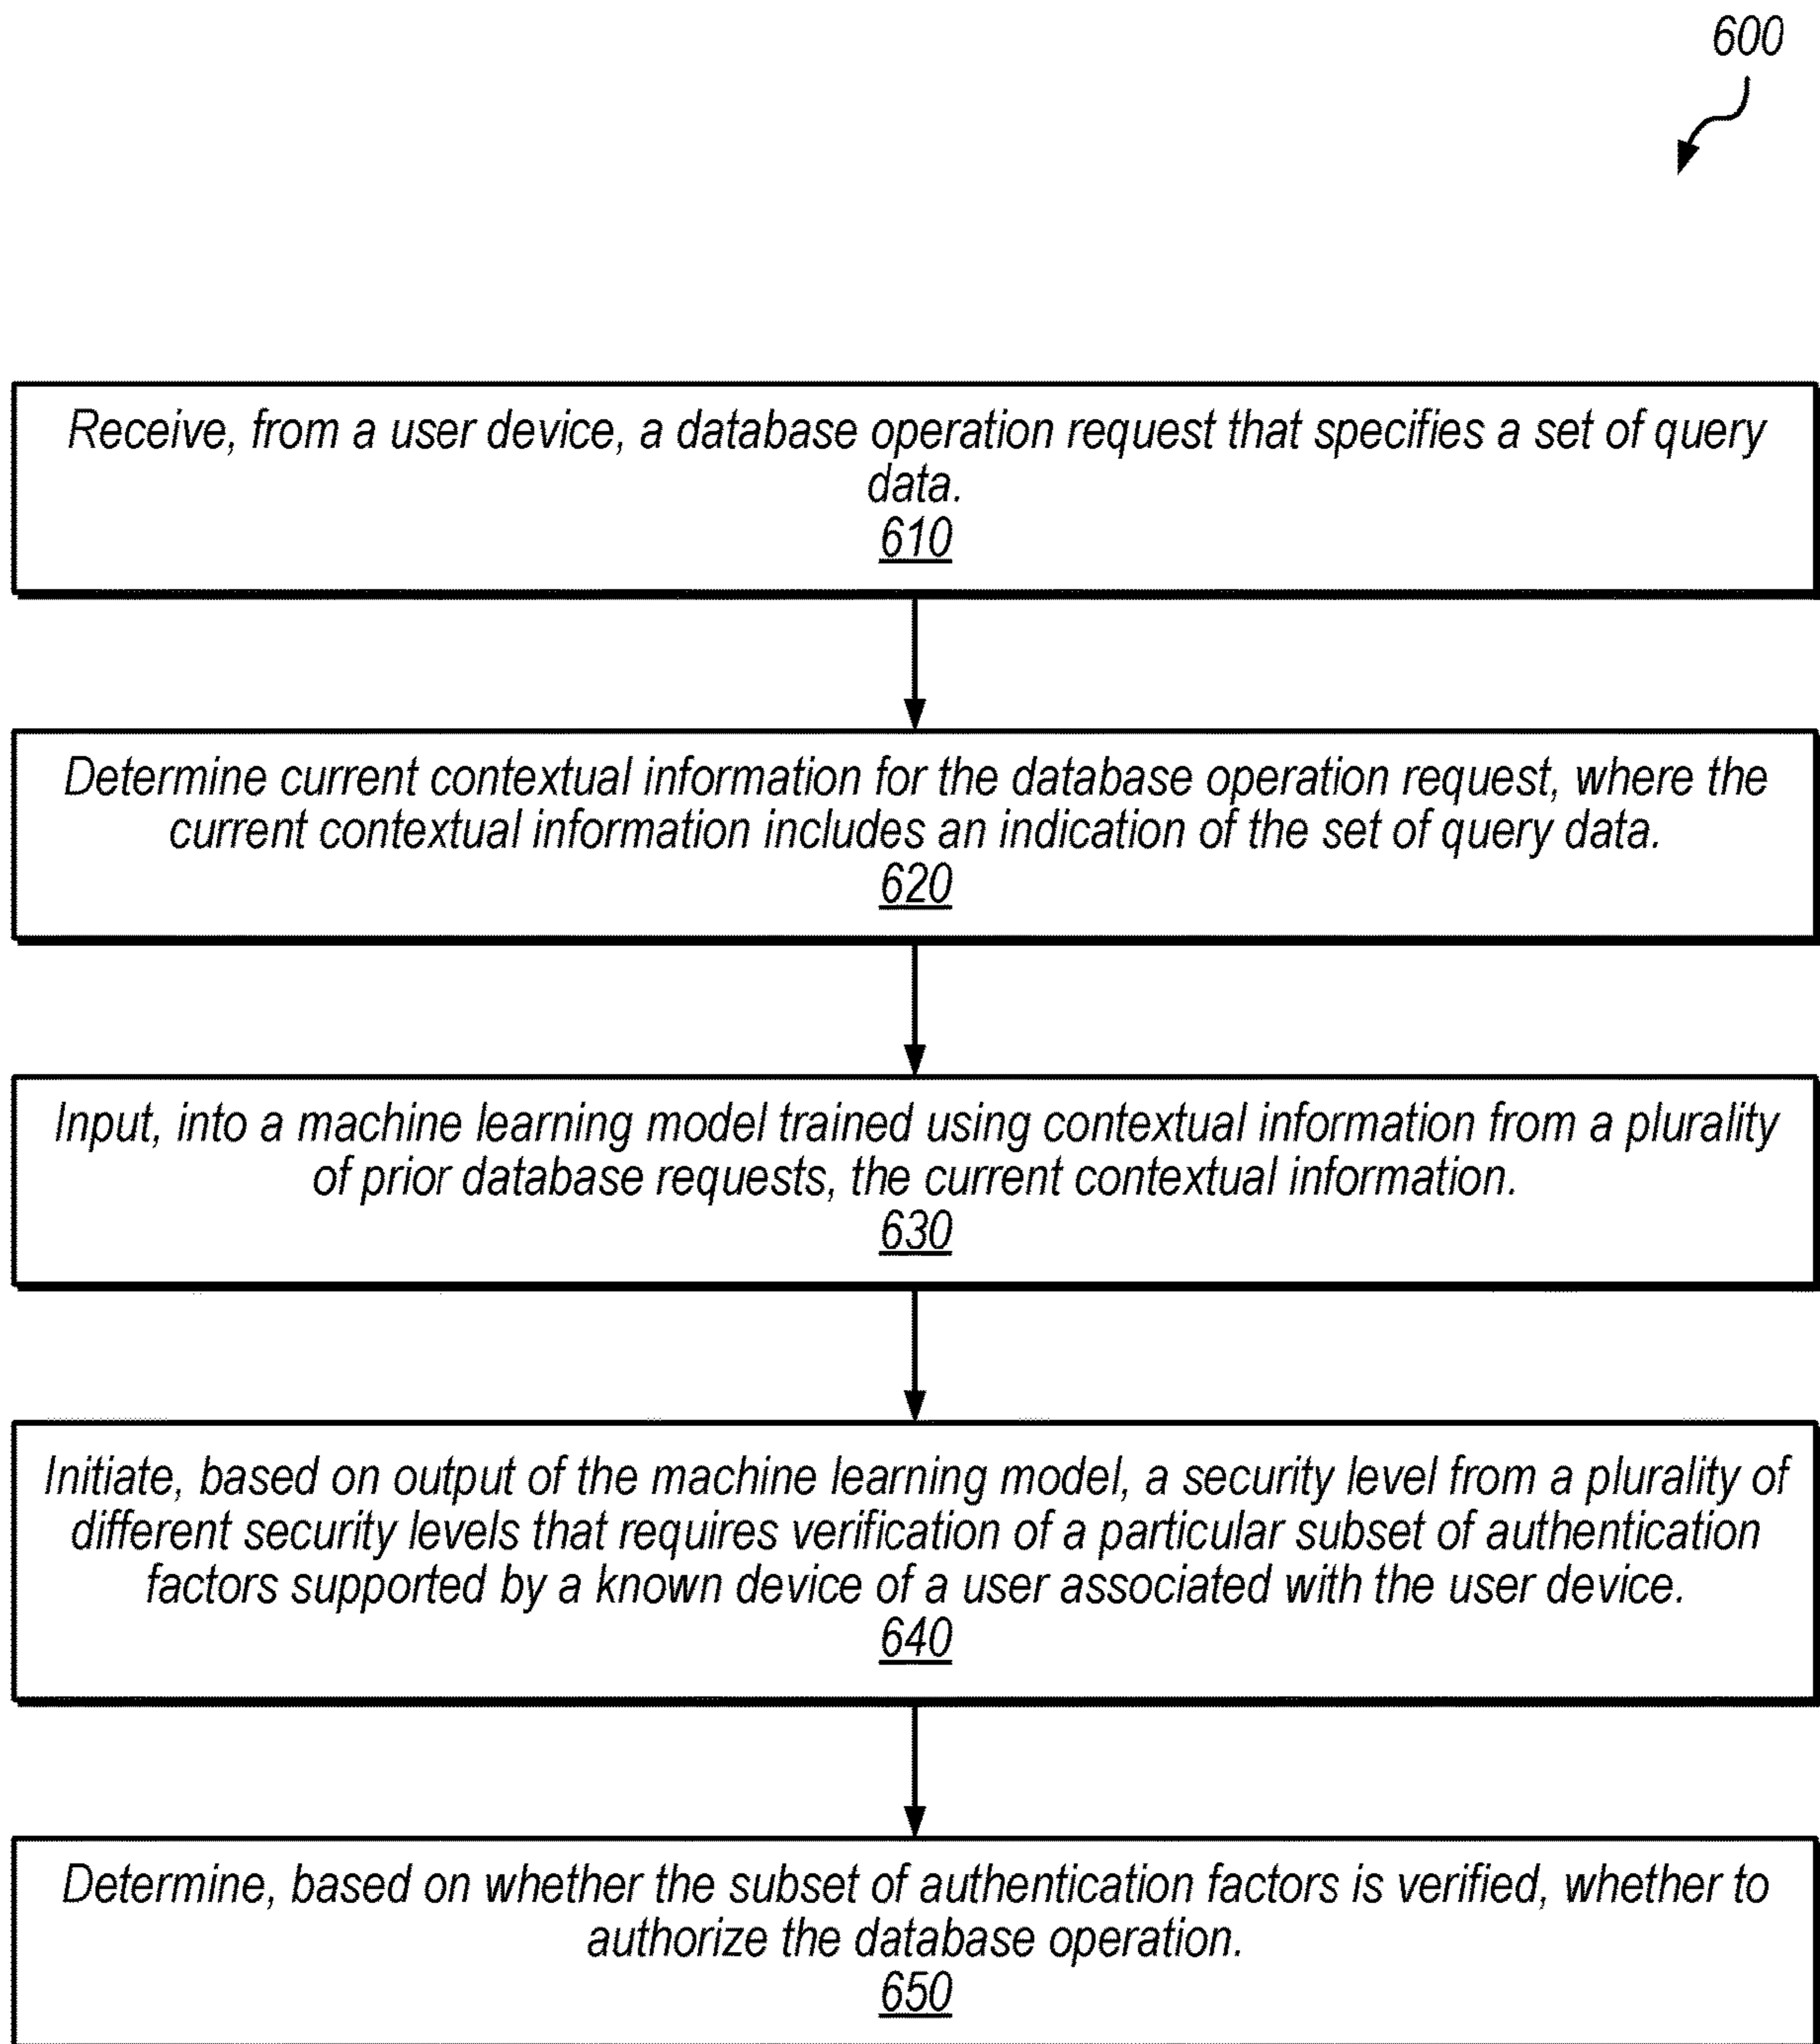 600
Receive, from a user device, a database operation request that specifies a set of query
data.
610
Determine current contextual information for the database operation request, where the
current contextual information includes an indication of the set of query data.
620
Input, into a machine learning model trained using contextual information from a plurality
of prior database requests, the current contextual information.
630
Initiate, based on output of the machine learning model, a security level from a plurality of
different security levels that requires verification of a particular subset of authentication
factors supported by a known device of a user associated with the user device.
640
Determine, based on whether the subset of authentication factors is verified, whether to
authorize the database operation.
650